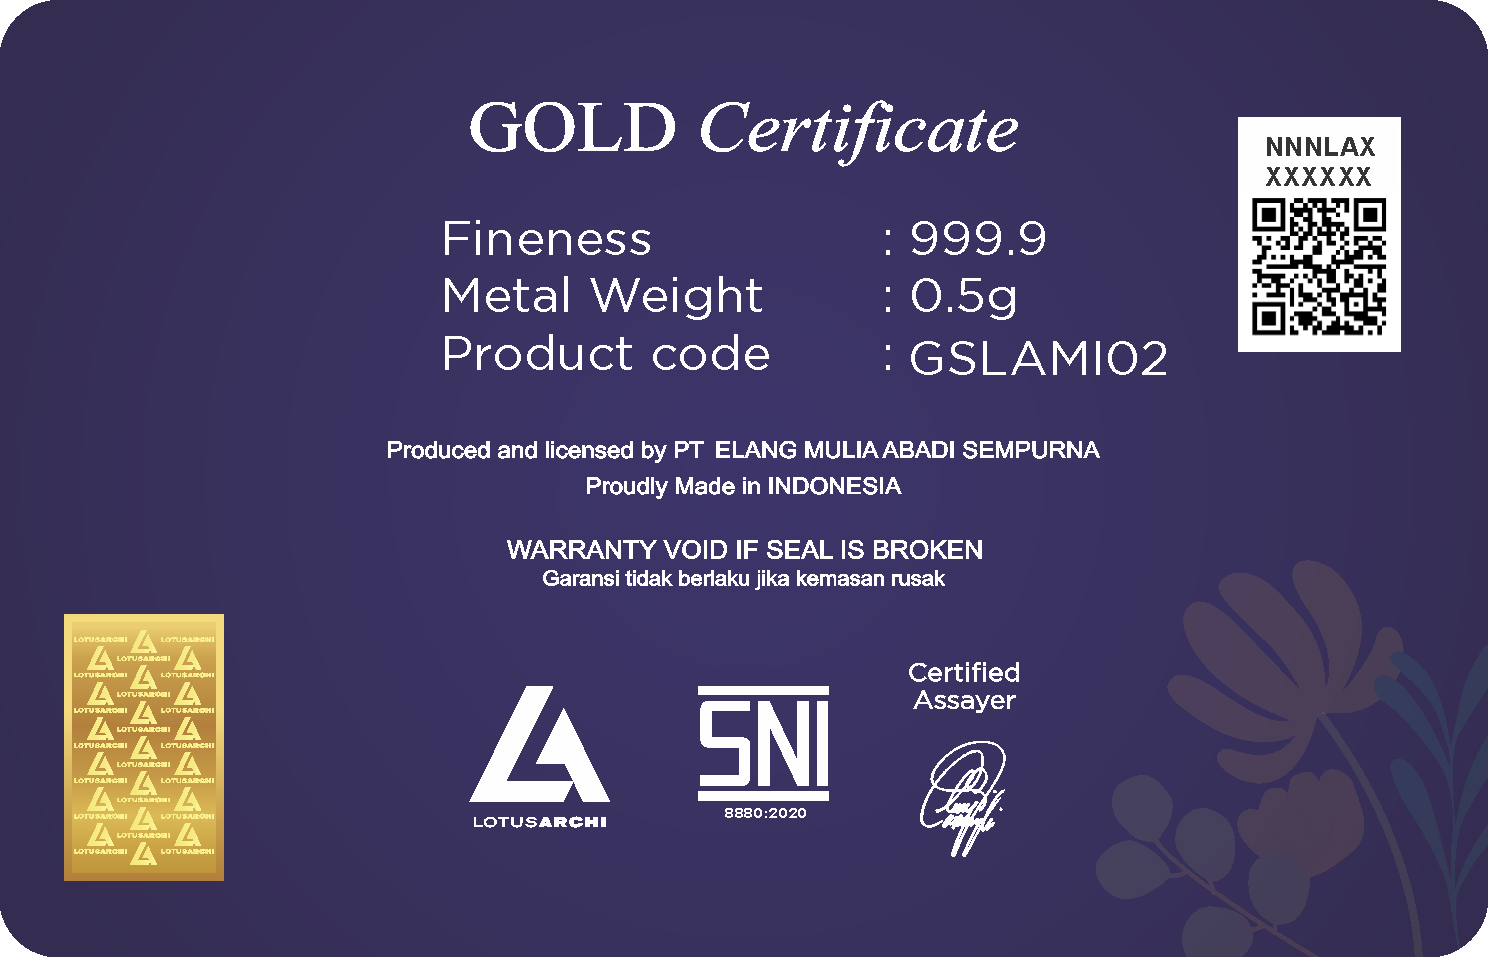 GOLD Certificate
NNNLAX
XXXXXX
Fineness : 999.9
Metal Weight : 0.5g
Product code : GSLAMI02
Produced and licensed by PT ELANG MULIA ABADI SEMPURNA
Proudly Made in INDONESIA
WARRANTY VOID IF SEAL IS BROKEN
Garansi tidak berlaku jika kemasan rusak
LOTUSARCHI
LOTUSARCHI
SNI
8880:2020
Certified
Assayer